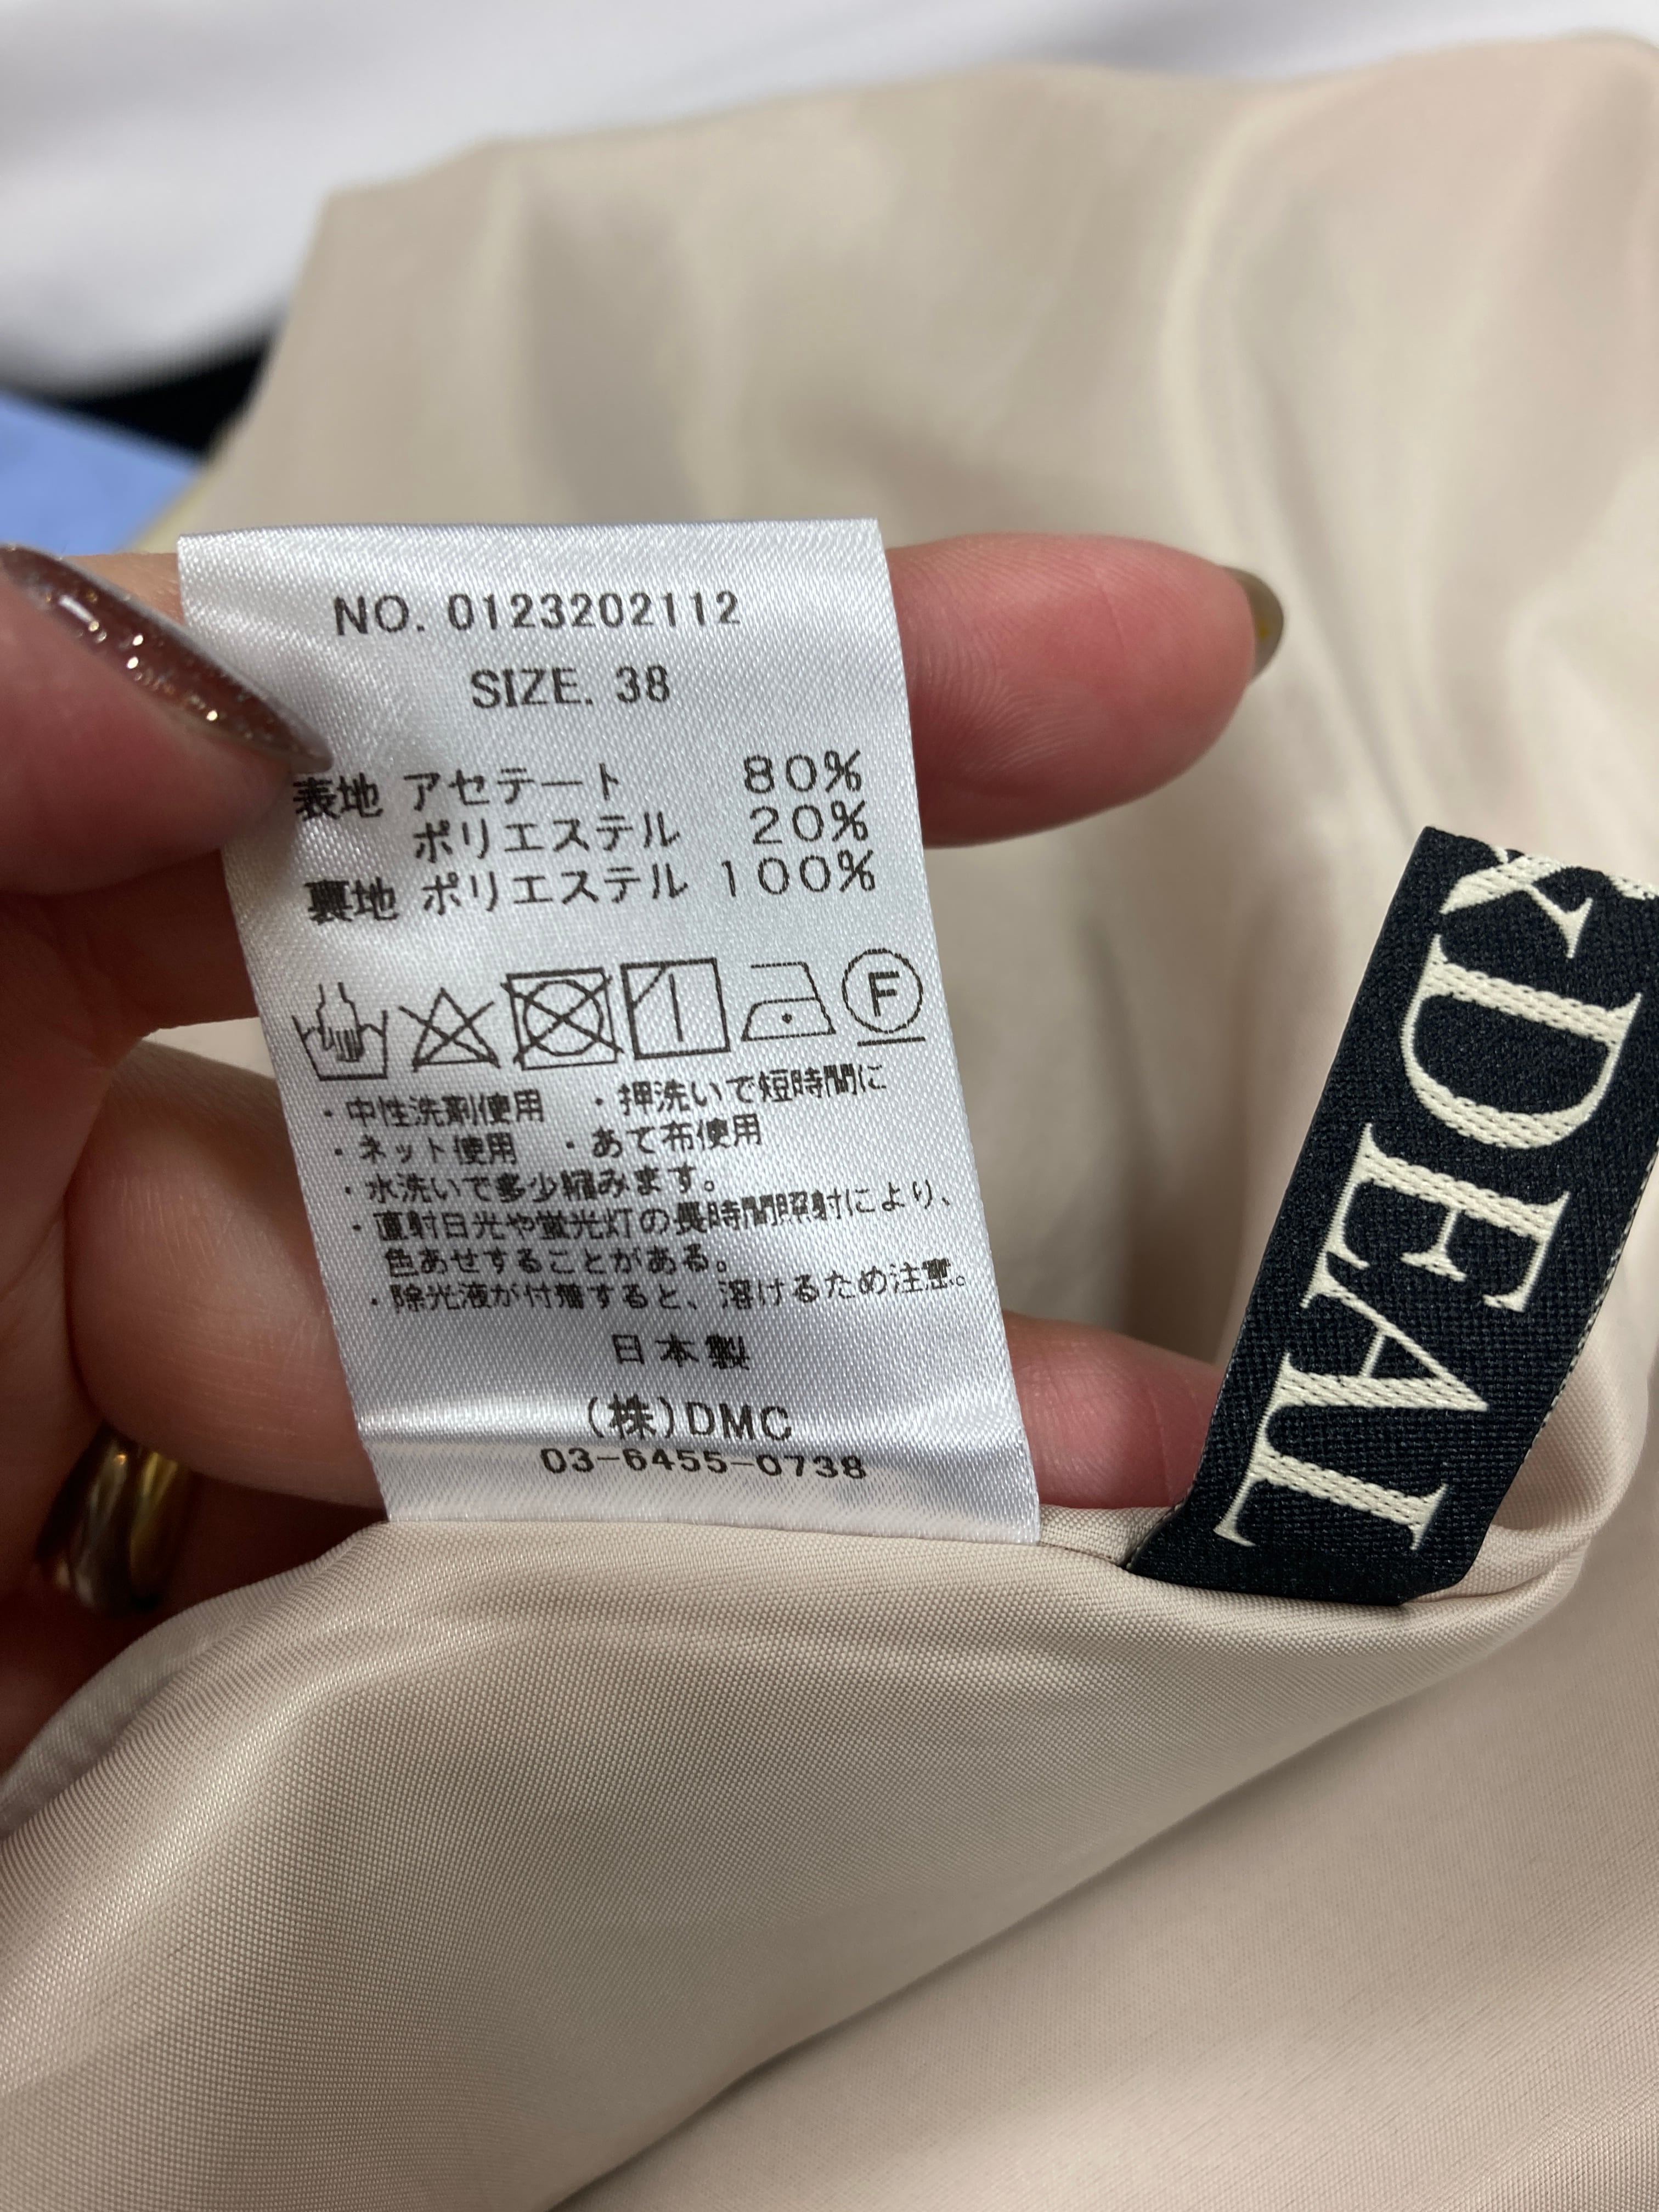 NO. 0123202112
SIZE. 38
表地 アセテート 80%
ポリエステル 20%
裏地 ポリエステル 100%
F
・中性洗剤使用 ・押洗いで短時間に
・ネット使用 ・あて布使用
・水洗いで多少縮みます。
・直射日光や蛍光灯の長時間照射により、
色あせすることがある。
・除光液が付着すると、溶けるため注意。
日本製
(株)DMC
03-6455-0738
&DEAL